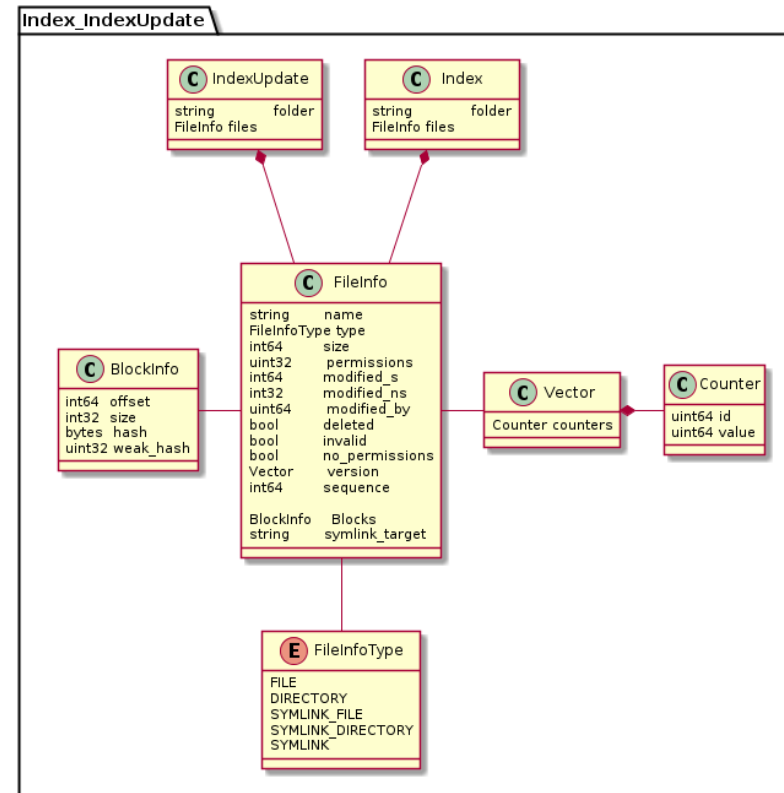 Index_IndexUpdate
C IndexUpdate
string folder
FileInfo files
C Index
string folder
FileInfo files
C FileInfo
string name
FileInfoType type
int64 size
uint32 permissions
int64 modified_s
int32 modified_ns
uint64 modified_by
bool deleted
bool invalid
bool no_permissions
Vector version
int64 sequence
BlockInfo Blocks
string symlink_target
C BlockInfo
int64 offset
int32 size
bytes hash
uint32 weak_hash
C Vector
Counter counters
C Counter
uint64 id
uint64 value
E FileInfoType
FILE
DIRECTORY
SYMLINK_FILE
SYMLINK_DIRECTORY
SYMLINK